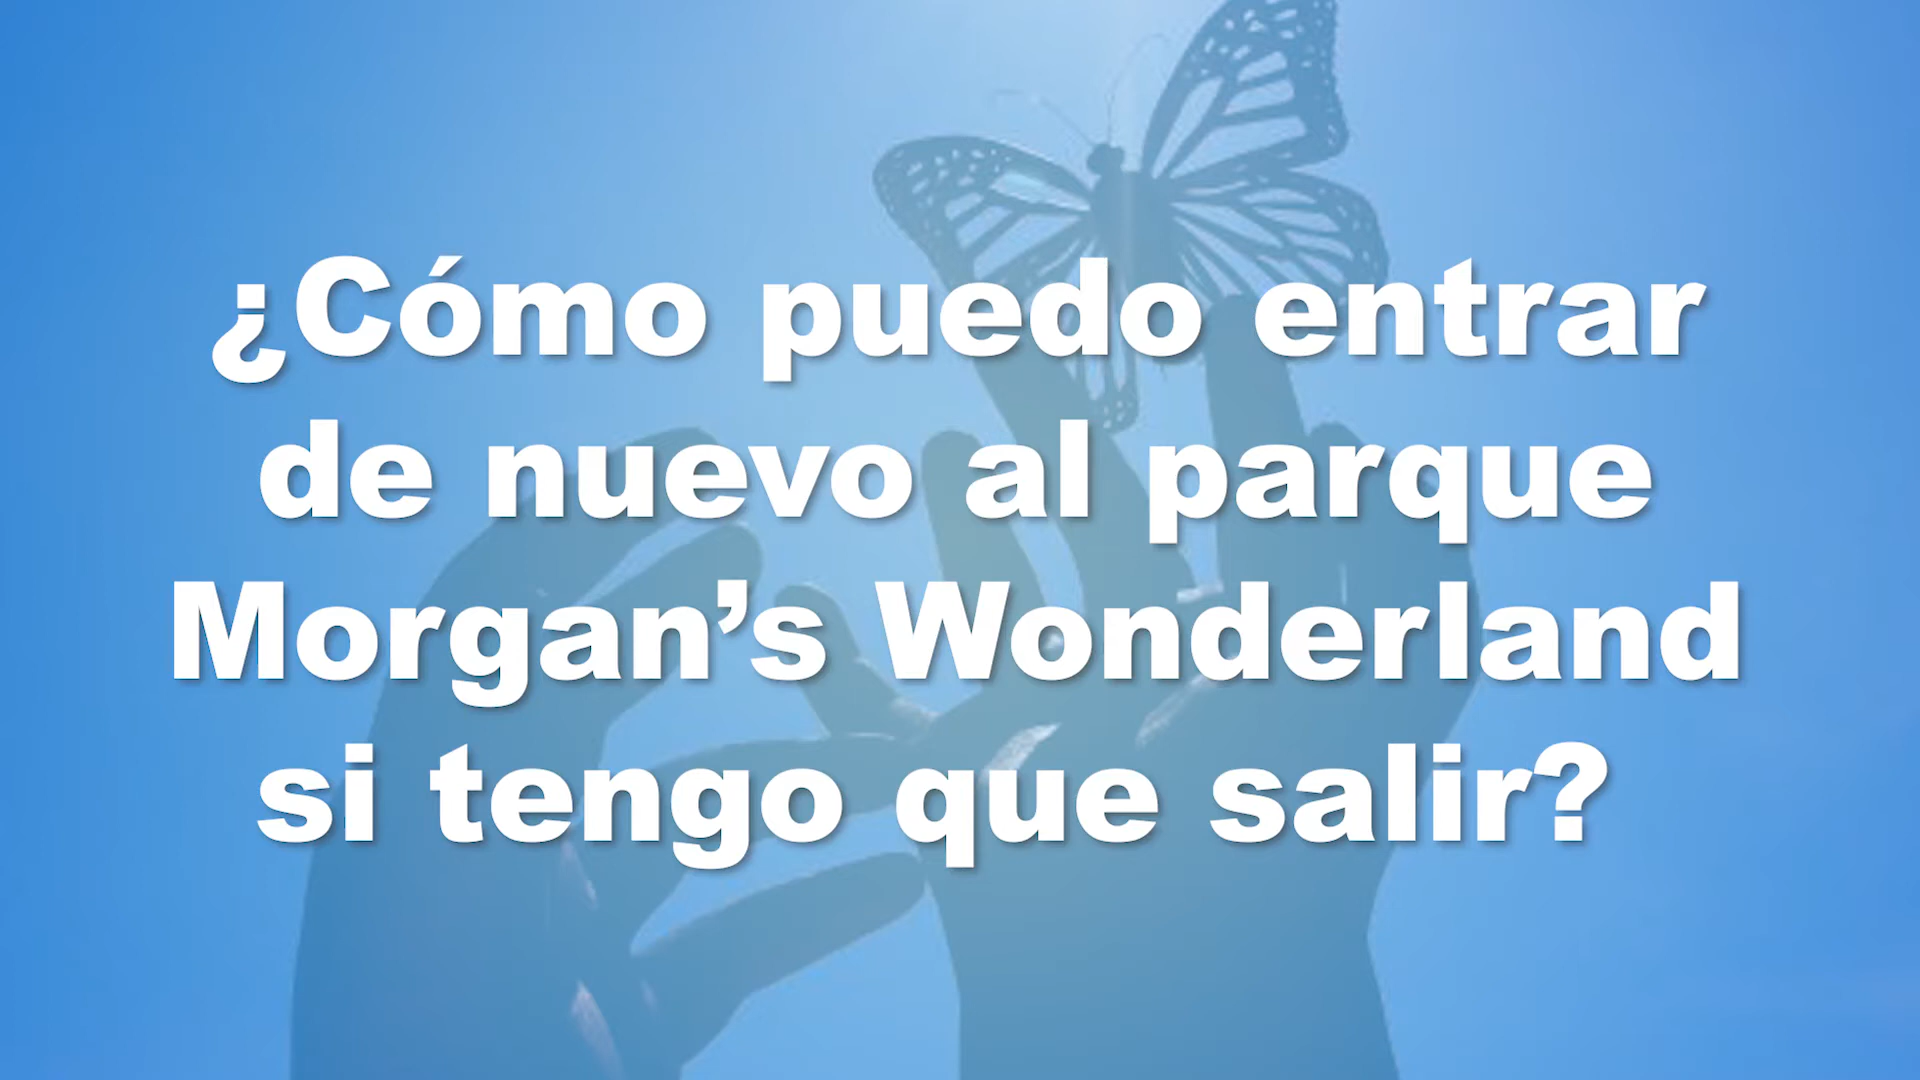 ¿Cómo puedo entrar
de nuevo al parque
Morgan’s Wonderland
si tengo que salir?